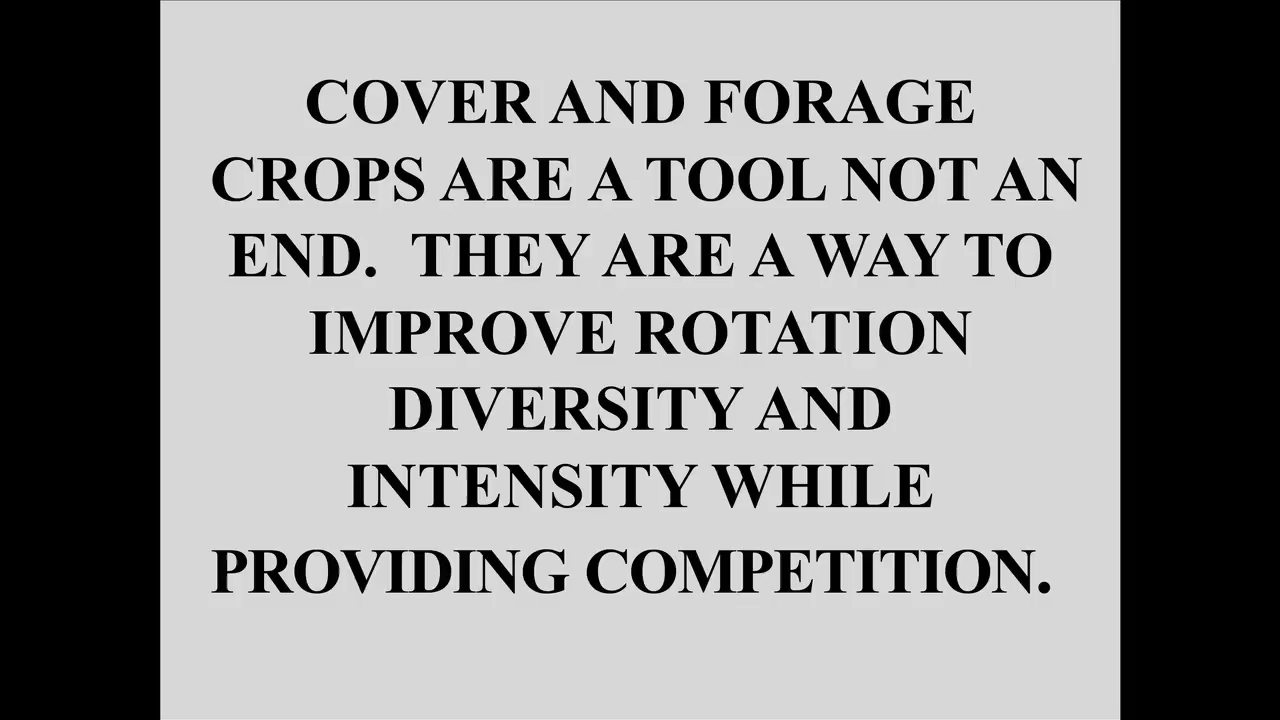 COVER AND FORAGE
CROPS ARE A TOOL NOT AN
END.  THEY ARE A WAY TO
IMPROVE ROTATION
DIVERSITY AND
INTENSITY WHILE
PROVIDING COMPETITION.